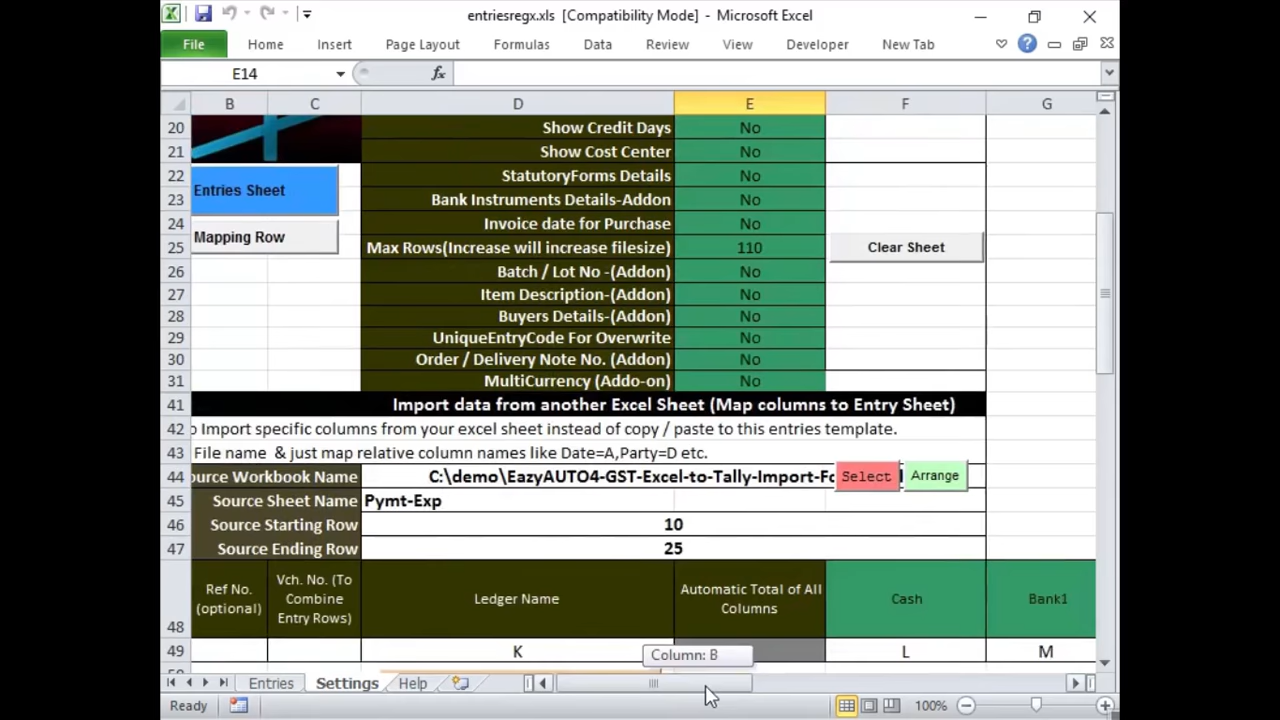 entriesregx.xls [Compatibility Mode] - Microsoft Excel
File Home Insert Page Layout Formulas Data Review View Developer New Tab
E14 fx
B C D E F G
20 Show Credit Days No
21 Show Cost Center No
22 StatutoryForms Details No
Entries Sheet
23 Bank Instruments Details-Addon No
24 Invoice date for Purchase No
Mapping Row
25 Max Rows(Increase will increase filesize) 110 Clear Sheet
26 Batch / Lot No -(Addon) No
27 Item Description-(Addon) No
28 Buyers Details-(Addon) No
29 UniqueEntryCode For Overwrite No
30 Order / Delivery Note No. (Addon) No
31 MultiCurrency (Addo-on) No
41 Import data from another Excel Sheet (Map columns to Entry Sheet)
42 o Import specific columns from your excel sheet instead of copy / paste to this entries template.
43 File name & just map relative column names like Date=A,Party=D etc.
44 ource Workbook Name C:\demo\EazyAUTO4-GST-Excel-to-Tally-Import-Fo Select Arrange
45 Source Sheet Name Pymt-Exp
46 Source Starting Row 10
47 Source Ending Row 25
48 Ref No. (optional) Vch. No. (To Combine Entry Rows) Ledger Name Automatic Total of All Columns Cash Bank1
49 K L M
Column: B
Entries Settings Help
Ready 100%